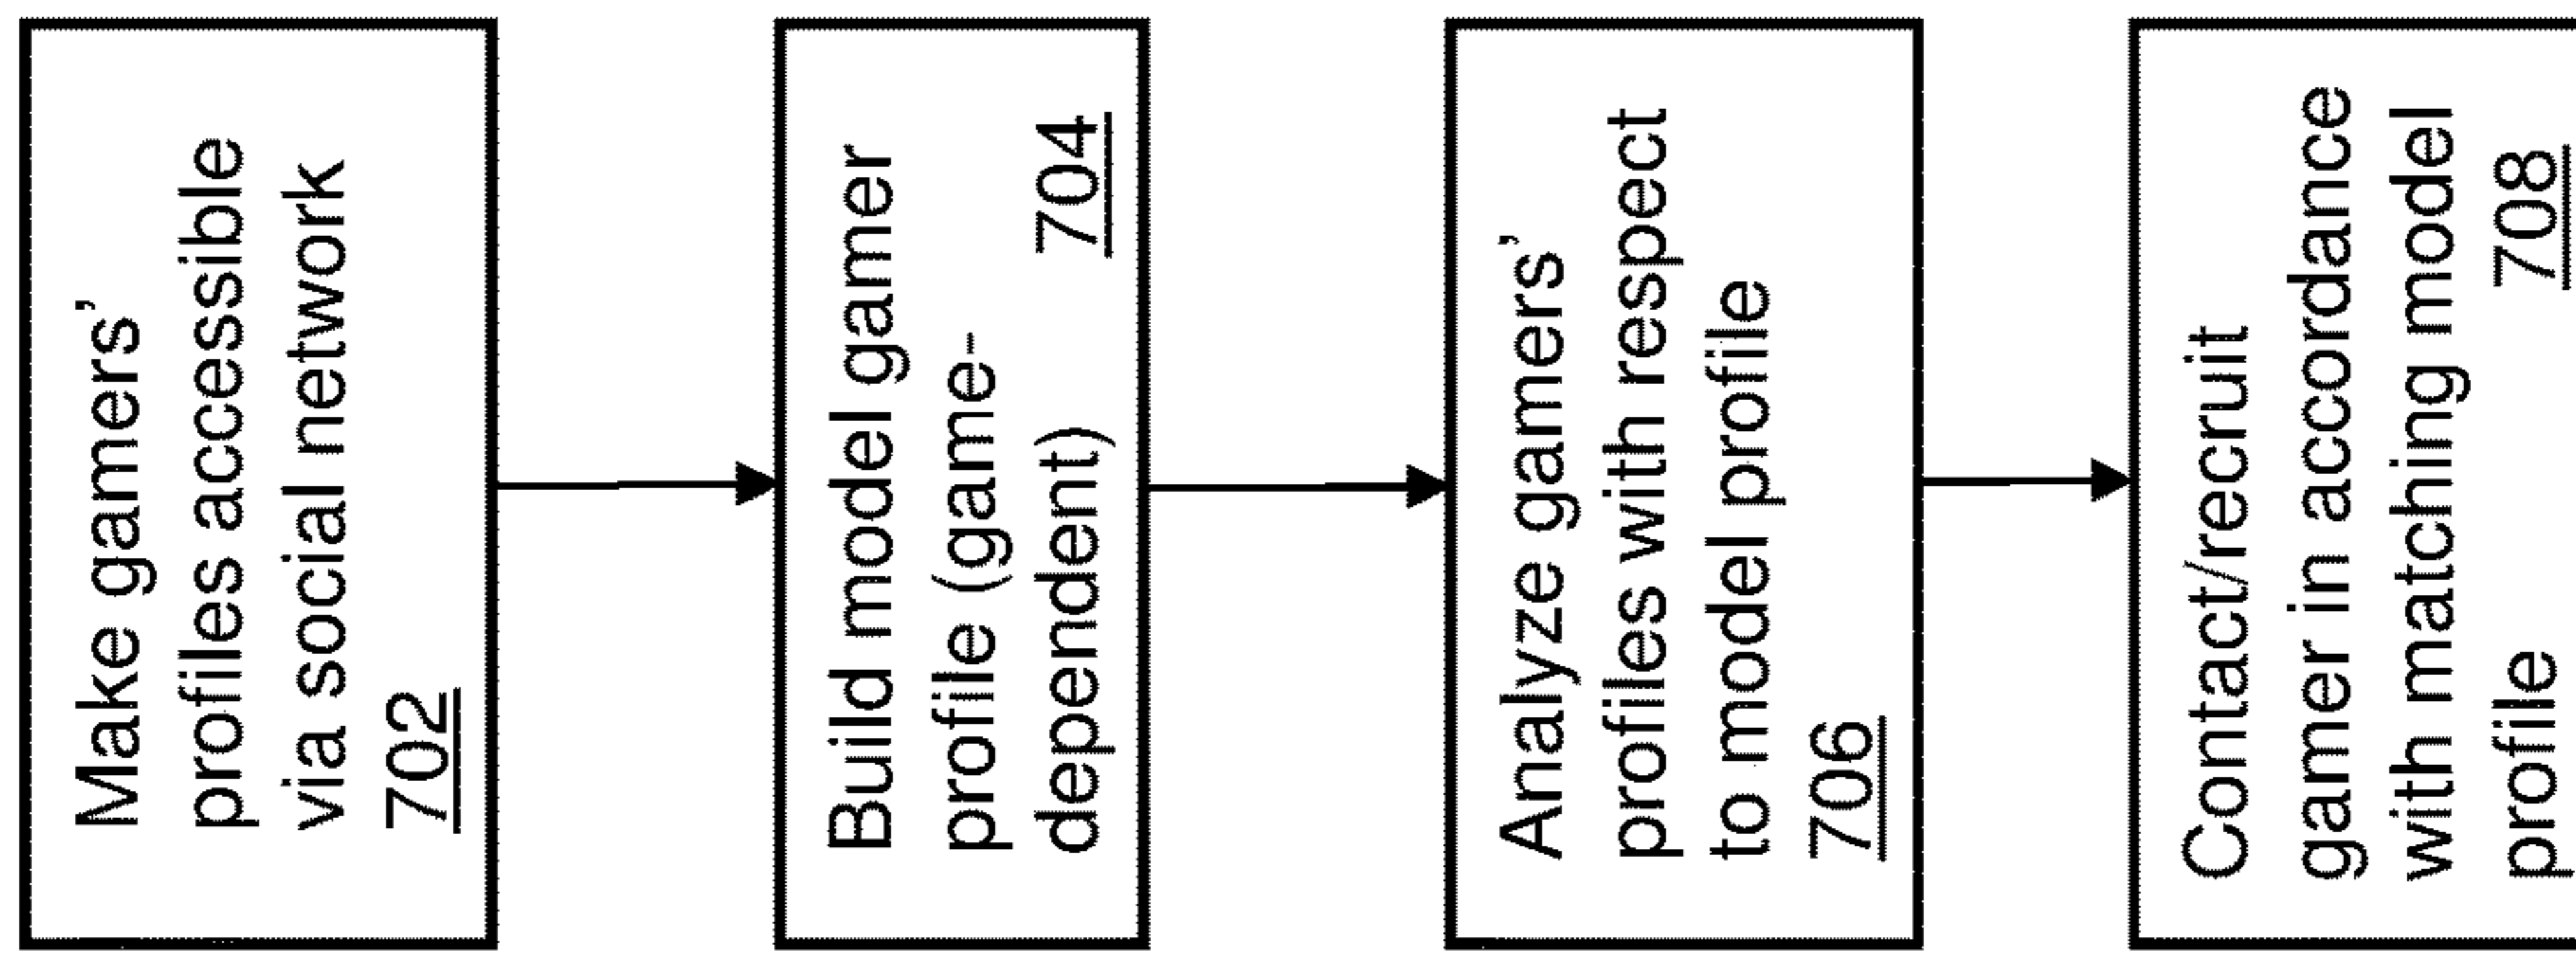 Make gamers’
profiles accessible
via social network
702
Build model gamer
profile (game-
dependent) 704
Analyze gamers’
profiles with respect
to model profile
706
Contact/recruit
gamer in accordance
with matching model
profile 708